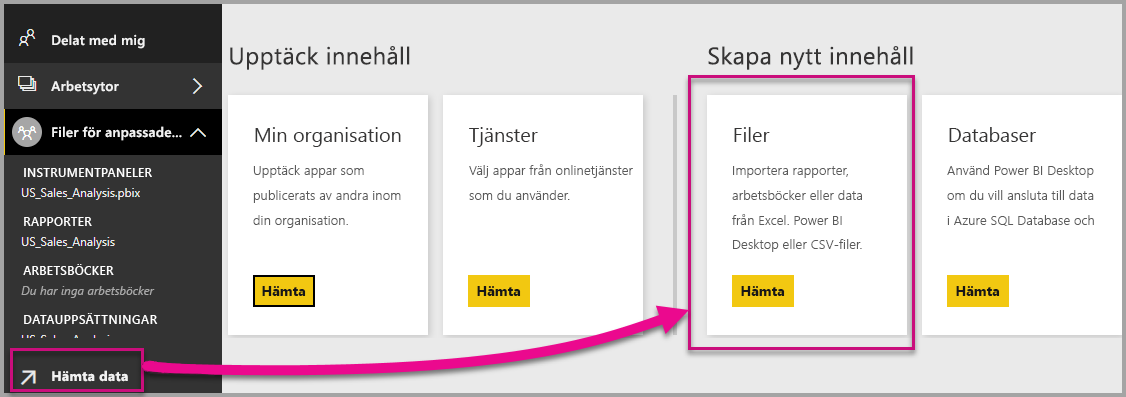 Delat med mig
Arbetsytor
Filer för anpassade...
INSTRUMENTPANELER
US_Sales_Analysis.pbix
RAPPORTER
US_Sales_Analysis
ARBETSBÖCKER
Du har inga arbetsböcker
DATAUPPSÄTTNINGAR
US_Sales_Analysis
Hämta data
Upptäck innehåll
Min organisation
Upptäck appar som
publicerats av andra inom
din organisation.
Hämta
Tjänster
Välj appar från onlinetjänster
som du använder.
Hämta
Skapa nytt innehåll
Filer
Importera rapporter,
arbetsböcker eller data
från Excel. Power BI
Desktop eller CSV-filer.
Hämta
Databaser
Använd Power BI Desktop
om du vill ansluta till data
i Azure SQL Database och
Hämta